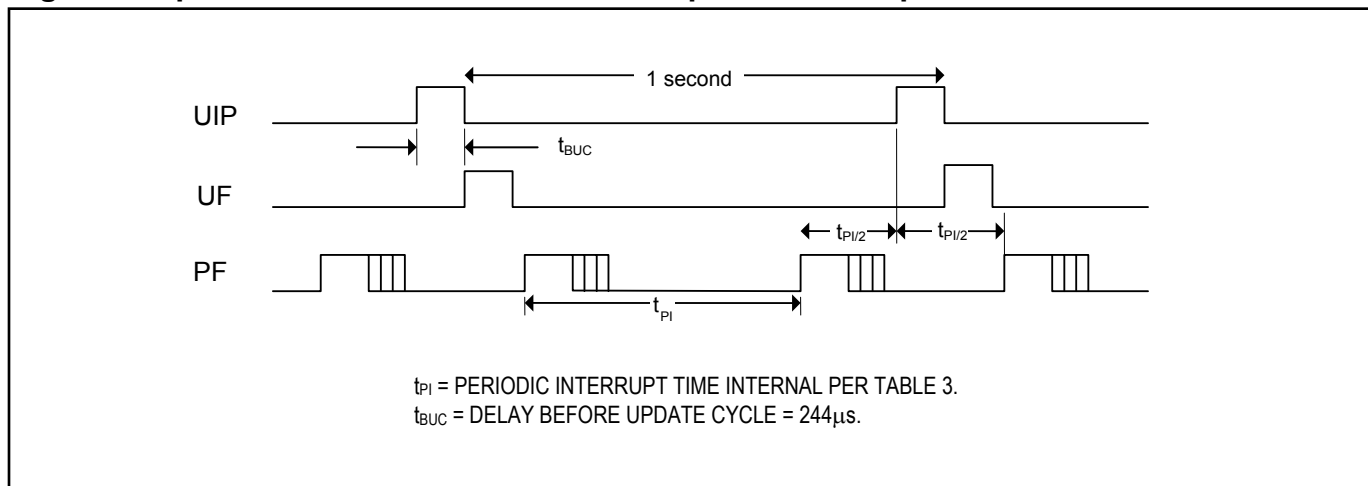 1 second
UIP
tBUC
UF
tPI/2 tPI/2
PF
tPI
tPI = PERIODIC INTERRUPT TIME INTERNAL PER TABLE 3.
tBUC = DELAY BEFORE UPDATE CYCLE = 244μs.